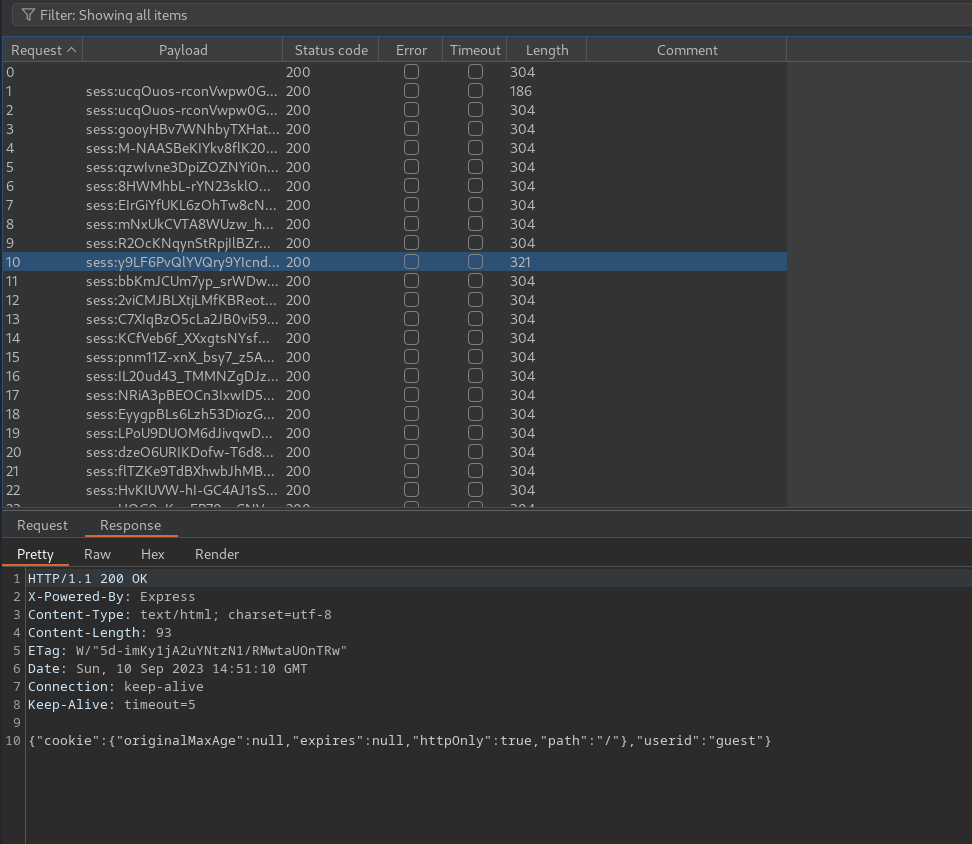 Filter: Showing all items
Request Payload Status code Error Timeout Length Comment
0 200 304
1 sess:ucqOuos-rconVwpw0G... 200 186
2 sess:ucqOuos-rconVwpw0G... 200 304
3 sess:gooyHBv7WNhbyTXHat... 200 304
4 sess:M-NAASBeKIYkv8flK20... 200 304
5 sess:qzwIvne3DpiZOZNYi0n... 200 304
6 sess:8HWMhbL-rYN23sklO... 200 304
7 sess:EIrGiYfUKL6zOhTw8cN... 200 304
8 sess:mNxUkCVTA8WUzw_h... 200 304
9 sess:R2OcKNqynStRpjIlBZr... 200 304
10 sess:y9LF6PvQlYVQry9YIcnd... 200 321
11 sess:bbKmJCUm7yp_srWDw... 200 304
12 sess:2viCMJBLXtjLMfKBReot... 200 304
13 sess:C7XIqBzO5cLa2JB0vi59... 200 304
14 sess:KCfVeb6f_XXxgtsNYsf... 200 304
15 sess:pnm11Z-xnX_bsy7_z5A... 200 304
16 sess:IL20ud43_TMMNZgDJz... 200 304
17 sess:NRiA3pBEOCn3IxwID5... 200 304
18 sess:EyygpBLs6Lzh53DiozG... 200 304
19 sess:LPoU9DUOM6dJivqwD... 200 304
20 sess:dzeO6URIKDofw-T6d8... 200 304
21 sess:flTZKe9TdBXhwbJhMB... 200 304
22 sess:HvKIUVW-hI-GC4AJ1sS... 200 304
Request Response
Pretty Raw Hex Render
1 HTTP/1.1 200 OK
2 X-Powered-By: Express
3 Content-Type: text/html; charset=utf-8
4 Content-Length: 93
5 ETag: W/"5d-imKy1jA2uYNtzN1/RMwtaUOnTRw"
6 Date: Sun, 10 Sep 2023 14:51:10 GMT
7 Connection: keep-alive
8 Keep-Alive: timeout=5
9
10 {"cookie":{"originalMaxAge":null,"expires":null,"httpOnly":true,"path":"/"},"userid":"guest"}